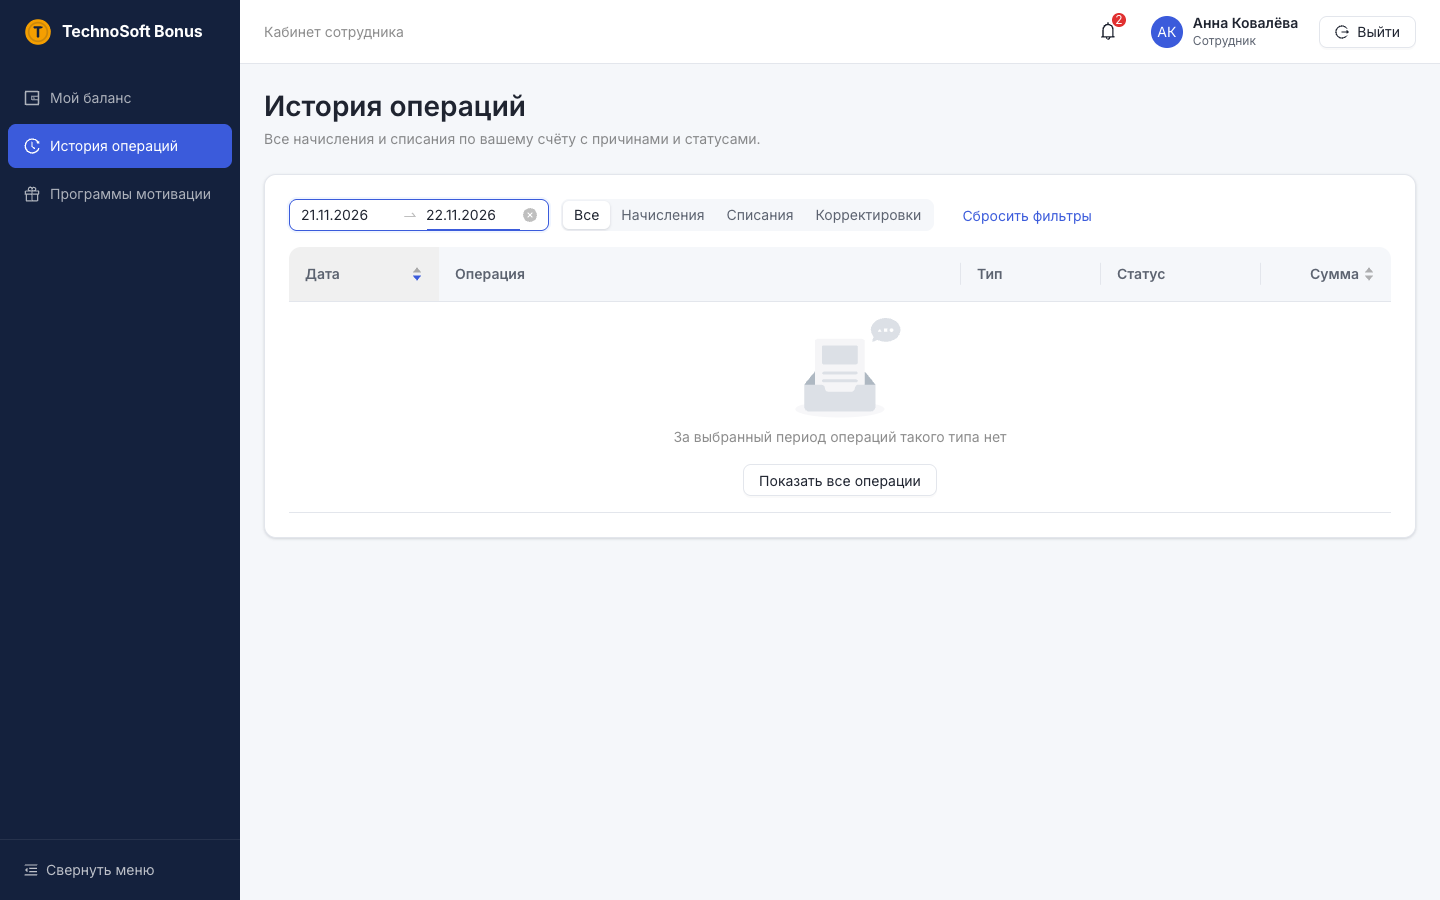 TechnoSoft Bonus
Кабинет сотрудника
2
АК
Анна Ковалёва
Сотрудник
Выйти
Мой баланс
История операций
Программы мотивации
Свернуть меню
История операций
Все начисления и списания по вашему счёту с причинами и статусами.
21.11.2026 → 22.11.2026
Все Начисления Списания Корректировки Сбросить фильтры
Дата Операция Тип Статус Сумма
За выбранный период операций такого типа нет
Показать все операции